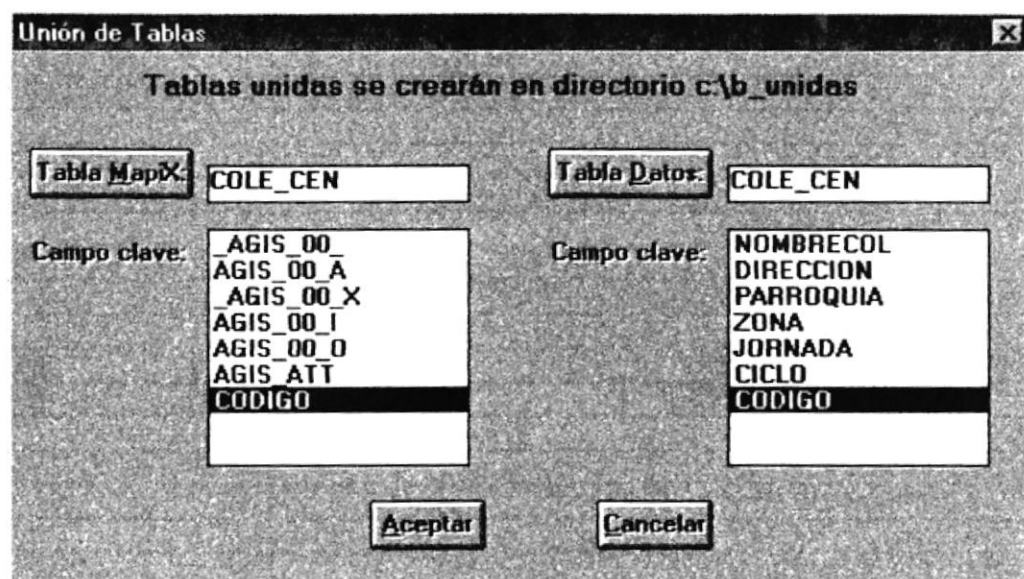 Unión de Tablas
Tablas unidas se crearán en directorio c:\b_unidas
Tabla MapiX: COLE_CEN
Tabla Datos: COLE_CEN
Campo clave:
_AGIS_00_
AGIS_00_A
_AGIS_00_X
AGIS_00_I
AGIS_00_O
AGIS_ATT
CODIGO
Campo clave:
NOMBRECOL
DIRECCION
PARROQUIA
ZONA
JORNADA
CICLO
CODIGO
Aceptar
Cancelar